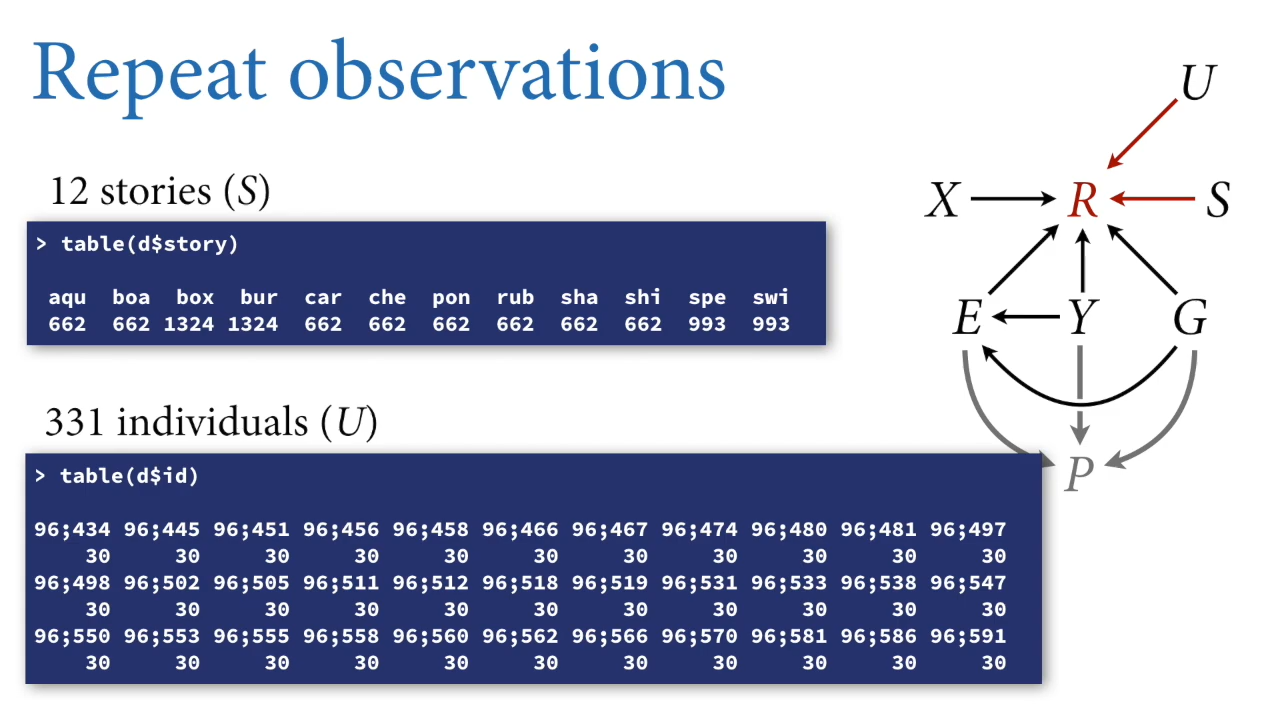 Repeat observations
12 stories (S)
> table(d$story)
aqu boa box bur car che pon rub sha shi spe swi
662 662 1324 1324 662 662 662 662 662 662 993 993
331 individuals (U)
> table(d$id)
96;434 96;445 96;451 96;456 96;458 96;466 96;467 96;474 96;480 96;481 96;497
30 30 30 30 30 30 30 30 30 30 30
96;498 96;502 96;505 96;511 96;512 96;518 96;519 96;531 96;533 96;538 96;547
30 30 30 30 30 30 30 30 30 30 30
96;550 96;553 96;555 96;558 96;560 96;562 96;566 96;570 96;581 96;586 96;591
30 30 30 30 30 30 30 30 30 30 30
U
X R S
E Y G
P